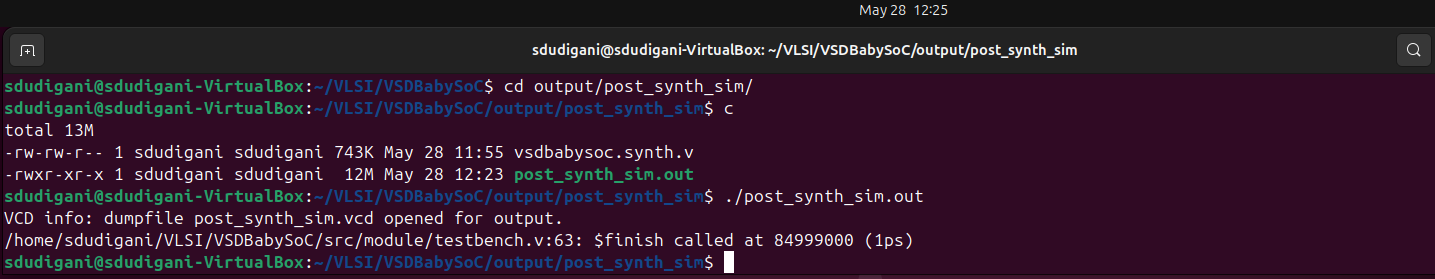 May 28 12:25
sdudigani@sdudigani-VirtualBox: ~/VLSI/VSDBabySoC/output/post_synth_sim
sdudigani@sdudigani-VirtualBox:~/VLSI/VSDBabySoC$ cd output/post_synth_sim/
sdudigani@sdudigani-VirtualBox:~/VLSI/VSDBabySoC/output/post_synth_sim$ c
total 13M
-rw-rw-r-- 1 sdudigani sdudigani 743K May 28 11:55 vsdbabysoc.synth.v
-rwxr-xr-x 1 sdudigani sdudigani  12M May 28 12:23 post_synth_sim.out
sdudigani@sdudigani-VirtualBox:~/VLSI/VSDBabySoC/output/post_synth_sim$ ./post_synth_sim.out
VCD info: dumpfile post_synth_sim.vcd opened for output.
/home/sdudigani/VLSI/VSDBabySoC/src/module/testbench.v:63: $finish called at 84999000 (1ps)
sdudigani@sdudigani-VirtualBox:~/VLSI/VSDBabySoC/output/post_synth_sim$